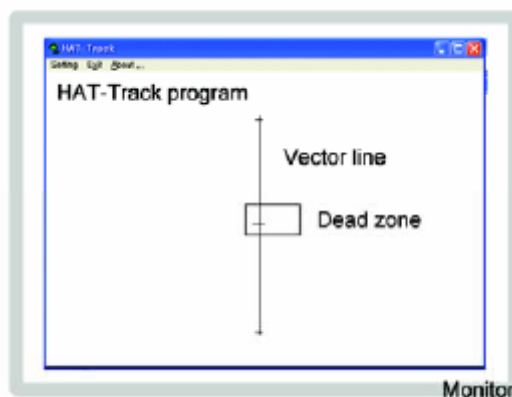 HAT-Track
Setting Exit About...
HAT-Track program
Vector line
Dead zone
Monitor